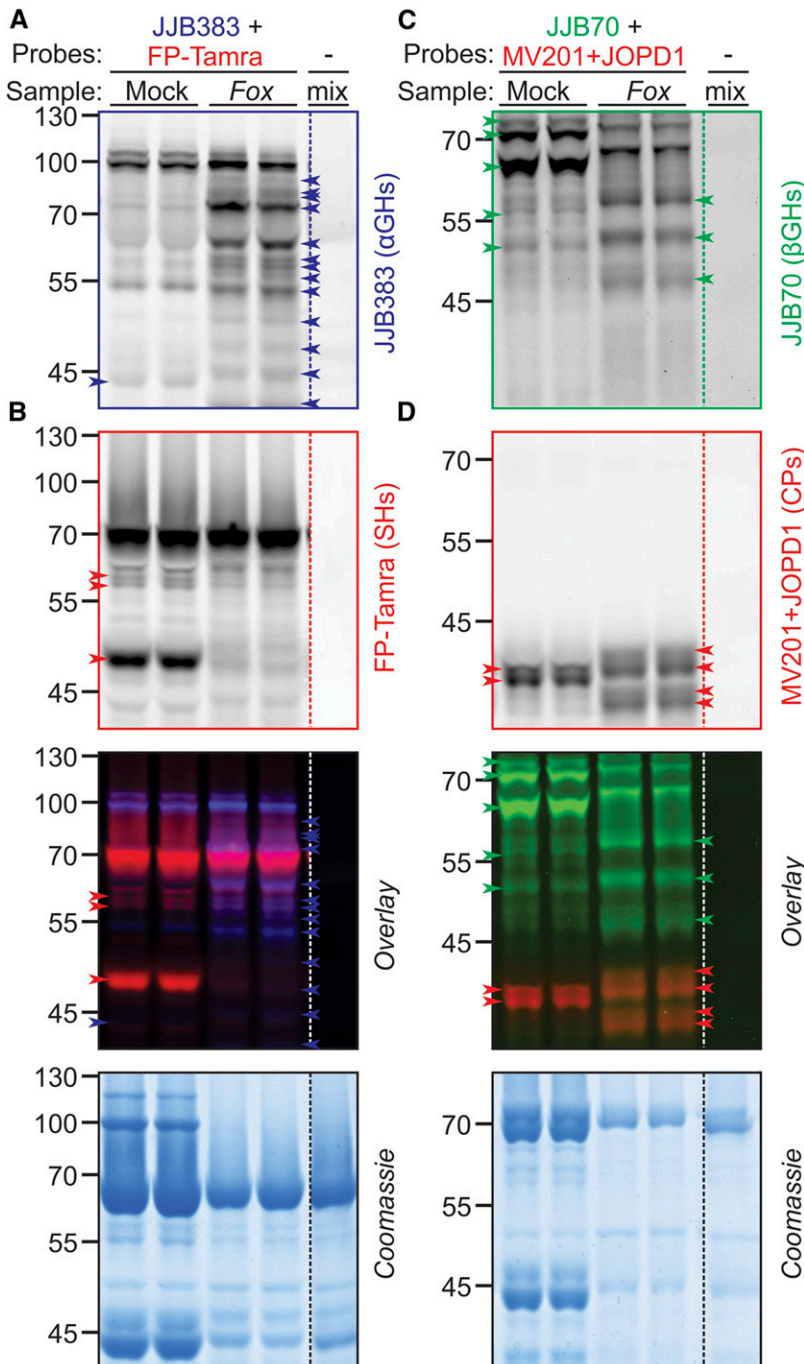 A
JJB383 +
Probes: FP-Tamra -
Sample: Mock Fox mix
130
100
70
55
45
JJB383 (αGHs)
B
130
100
70
55
45
FP-Tamra (SHs)
130
100
70
55
45
Overlay
130
100
70
55
45
Coomassie
C
JJB70 +
Probes: MV201+JOPD1 -
Sample: Mock Fox mix
70
55
45
JJB70 (βGHs)
D
70
55
45
MV201+JOPD1 (CPs)
70
55
45
Overlay
70
55
45
Coomassie